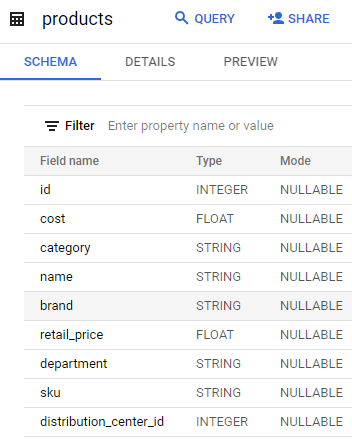 products QUERY SHARE
SCHEMA DETAILS PREVIEW
Filter Enter property name or value
Field name Type Mode
id INTEGER NULLABLE
cost FLOAT NULLABLE
category STRING NULLABLE
name STRING NULLABLE
brand STRING NULLABLE
retail_price FLOAT NULLABLE
department STRING NULLABLE
sku STRING NULLABLE
distribution_center_id INTEGER NULLABLE